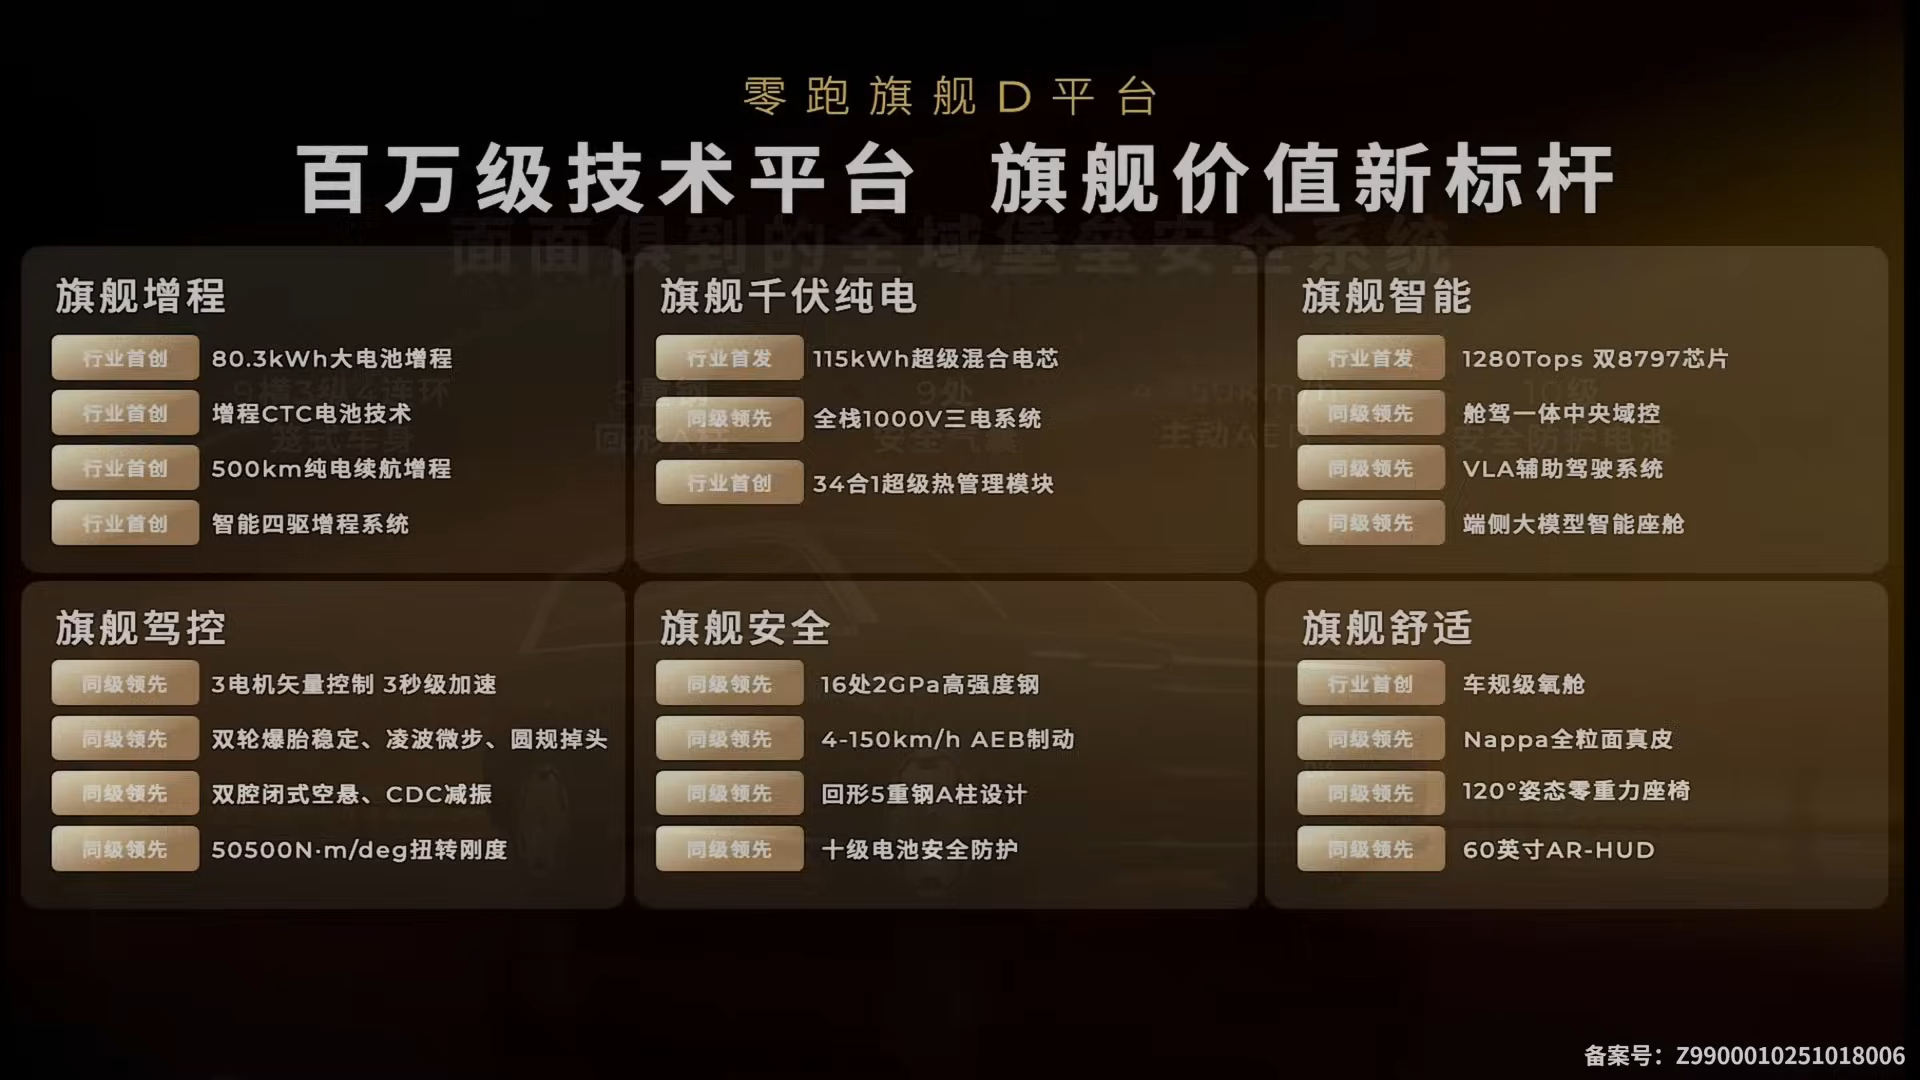 零跑旗舰D平台
百万级技术平台 旗舰价值新标杆
面面俱到的全域堡垒安全系统
旗舰增程
行业首创 80.3kWh大电池增程
行业首创 增程CTC电池技术
行业首创 500km纯电续航增程
行业首创 智能四驱增程系统
旗舰千伏纯电
行业首发 115kWh超级混合电芯
同级领先 全栈1000V三电系统
行业首创 34合1超级热管理模块
旗舰智能
行业首发 1280Tops 双8797芯片
同级领先 舱驾一体中央域控
同级领先 VLA辅助驾驶系统
同级领先 端侧大模型智能座舱
旗舰驾控
同级领先 3电机矢量控制 3秒级加速
同级领先 双轮爆胎稳定、凌波微步、圆规掉头
同级领先 双腔闭式空悬、CDC减振
同级领先 50500N·m/deg扭转刚度
旗舰安全
同级领先 16处2GPa高强度钢
同级领先 4-150km/h AEB制动
同级领先 回形5重钢A柱设计
同级领先 十级电池安全防护
旗舰舒适
行业首创 车规级氧舱
同级领先 Nappa全粒面真皮
同级领先 120°姿态零重力座椅
同级领先 60英寸AR-HUD
备案号：Z9900010251018006